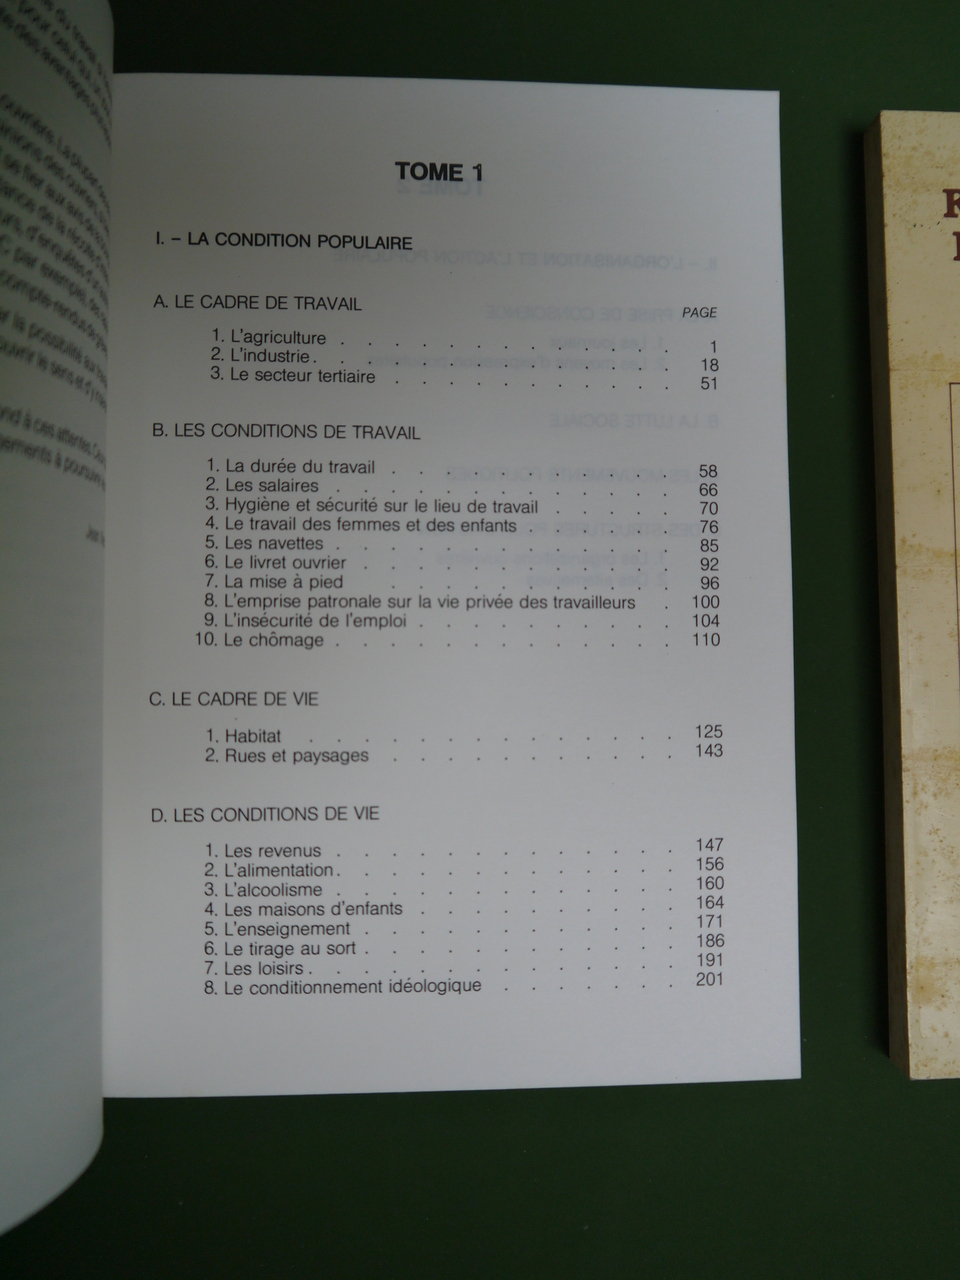 TOME 1
I. – LA CONDITION POPULAIRE
A. LE CADRE DE TRAVAIL
PAGE
1. L'agriculture . . . . . . . . . . . . 1
2. L'industrie . . . . . . . . . . . . . 18
3. Le secteur tertiaire . . . . . . . . . . . 51
B. LES CONDITIONS DE TRAVAIL
1. La durée du travail . . . . . . . . . . . 58
2. Les salaires . . . . . . . . . . . . . 66
3. Hygiène et sécurité sur le lieu de travail . . . . . 70
4. Le travail des femmes et des enfants . . . . . . 76
5. Les navettes . . . . . . . . . . . . . 85
6. Le livret ouvrier . . . . . . . . . . . . 92
7. La mise à pied . . . . . . . . . . . 96
8. L'emprise patronale sur la vie privée des travailleurs . 100
9. L'insécurité de l'emploi . . . . . . . . . . 104
10. Le chômage . . . . . . . . . . . . . 110
C. LE CADRE DE VIE
1. Habitat . . . . . . . . . . . . . . 125
2. Rues et paysages . . . . . . . . . . . 143
D. LES CONDITIONS DE VIE
1. Les revenus . . . . . . . . . . . . . 147
2. L'alimentation . . . . . . . . . . . . . 156
3. L'alcoolisme . . . . . . . . . . . . . 160
4. Les maisons d'enfants . . . . . . . . . . 164
5. L'enseignement . . . . . . . . . . . . 171
6. Le tirage au sort . . . . . . . . . . . . 186
7. Les loisirs . . . . . . . . . . . . . . 191
8. Le conditionnement idéologique . . . . . . . 201